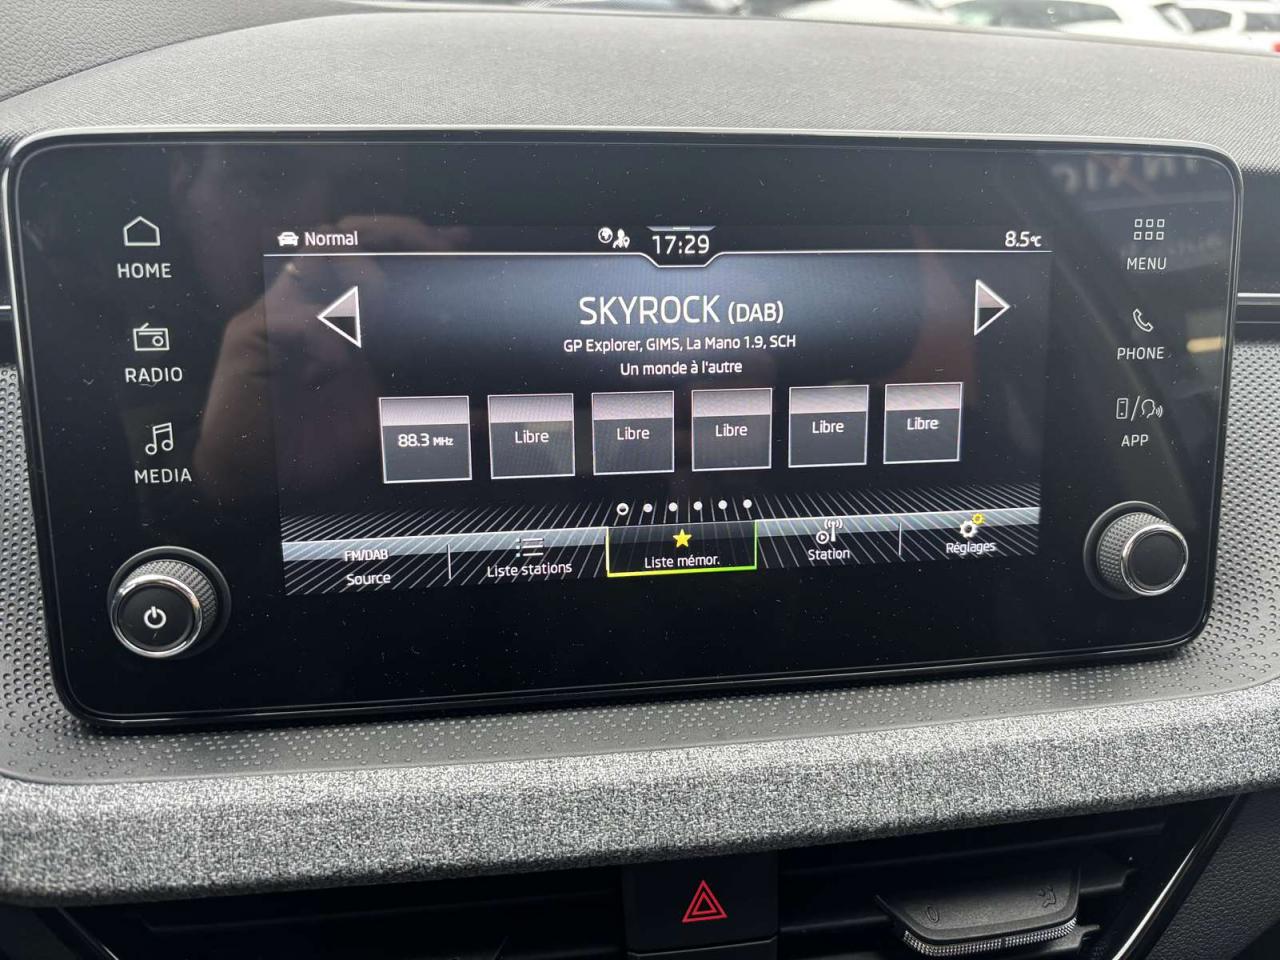 Normal
17:29
8.5°C
HOME
RADIO
MEDIA
SKYROCK (DAB)
GP Explorer, GIMS, La Mano 1.9, SCH
Un monde à l'autre
88.3 MHz
Libre
Libre
Libre
Libre
Libre
FM/DAB
Source
Liste stations
Liste mémor.
Station
Réglages
MENU
PHONE
APP